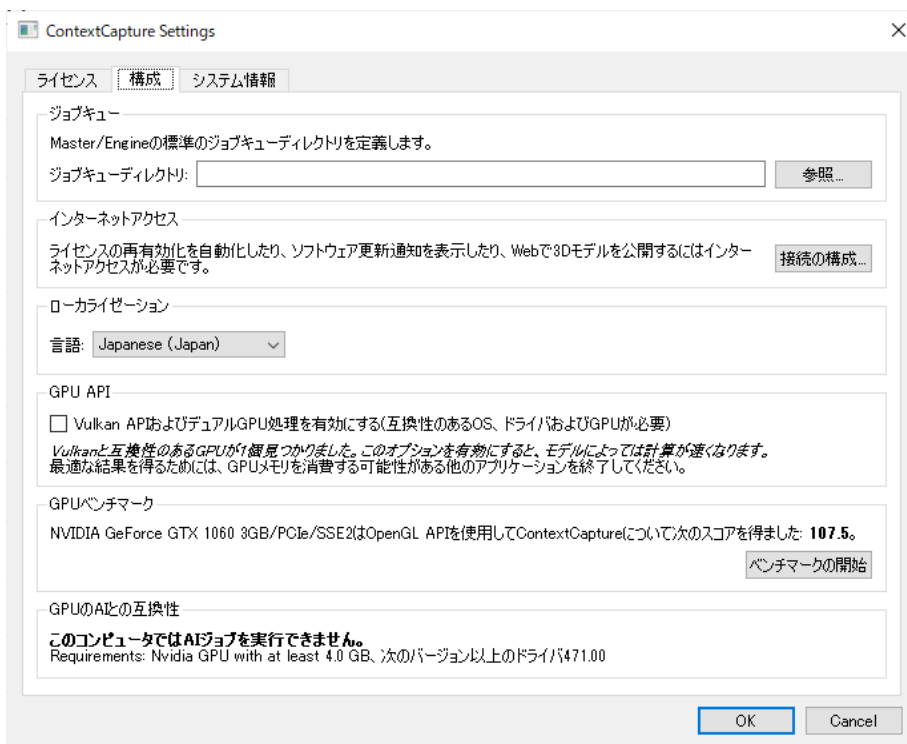 ContextCapture Settings
ライセンス 構成 システム情報
ジョブキュー
Master/Engineの標準のジョブキューディレクトリを定義します。
ジョブキューディレクトリ: 参照...
インターネットアクセス
ライセンスの再有効化を自動化したり、ソフトウェア更新通知を表示したり、Webで3Dモデルを公開するにはインター
ネットアクセスが必要です。
接続の構成...
ローカライゼーション
言語: Japanese (Japan)
GPU API
Vulkan APIおよびデュアルGPU処理を有効にする(互換性のあるOS、ドライバおよびGPUが必要)
Vulkanと互換性のあるGPUが1個見つかりました。このオプションを有効にすると、モデルによっては計算が速くなります。
最適な結果を得るためには、GPUメモリを消費する可能性がある他のアプリケーションを終了してください。
GPUベンチマーク
NVIDIA GeForce GTX 1060 3GB/PCIe/SSE2はOpenGL APIを使用してContextCaptureについて次のスコアを得ました: 107.5。
ベンチマークの開始
GPUのAIとの互換性
このコンピュータではAIジョブを実行できません。
Requirements: Nvidia GPU with at least 4.0 GB、次のバージョン以上のドライバ471.00
OK Cancel